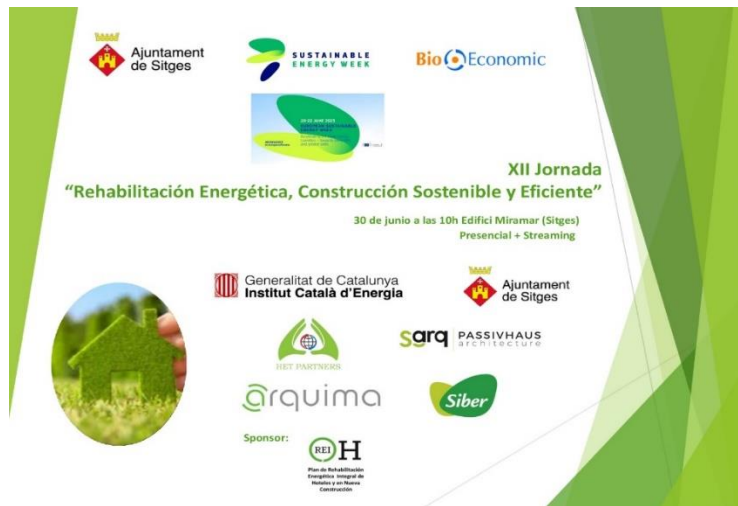 Ajuntament
de Sitges
SUSTAINABLE
ENERGY WEEK
BioEconomic
XII Jornada
“Rehabilitación Energética, Construcción Sostenible y Eficiente”
30 de junio a las 10h Edifici Miramar (Sitges)
Presencial + Streaming
Generalitat de Catalunya
Institut Català d'Energia
Ajuntament
de Sitges
HET PARTNERS
sarq PASSIVHAUS
architecture
arquima
Siber
Sponsor:
REI H
Plan de Rehabilitación
Energética Integral de
Hoteles y en Nueva
Construcción